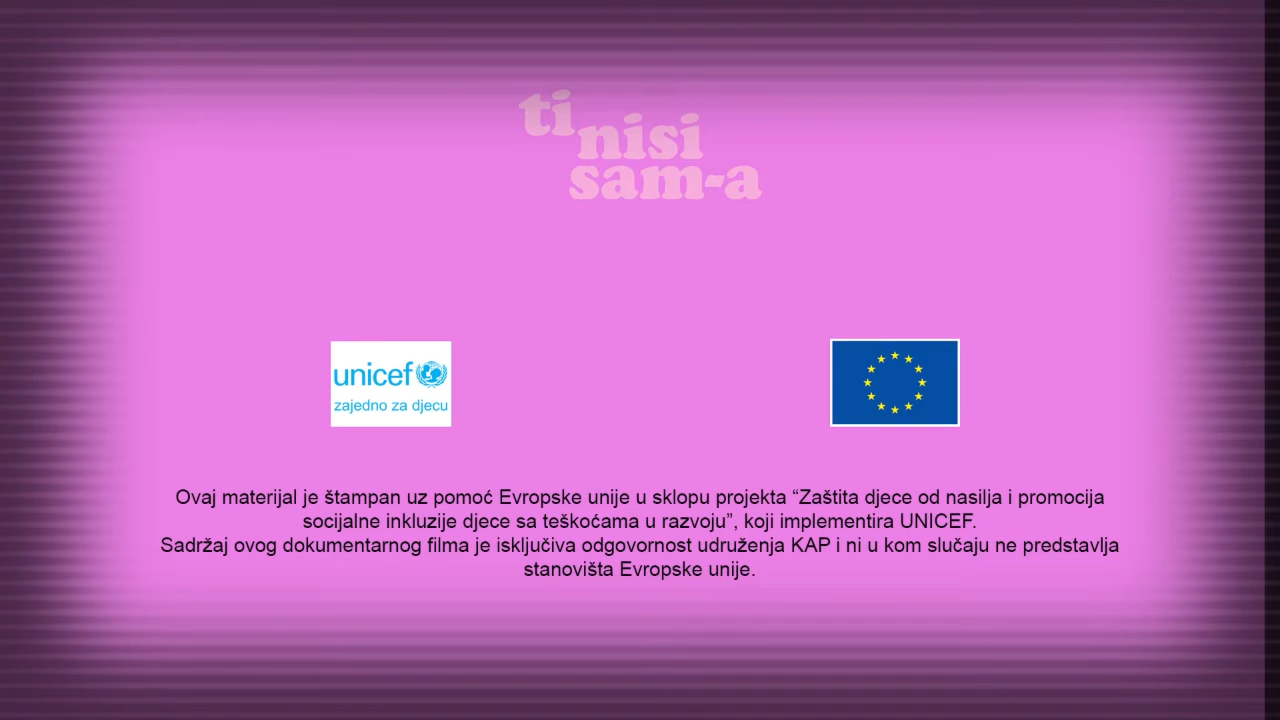 ti
nisi
sam-a
unicef
zajedno za djecu
Ovaj materijal je štampan uz pomoć Evropske unije u sklopu projekta “Zaštita djece od nasilja i promocija
socijalne inkluzije djece sa teškoćama u razvoju”, koji implementira UNICEF.
Sadržaj ovog dokumentarnog filma je isključiva odgovornost udruženja KAP i ni u kom slučaju ne predstavlja
stanovišta Evropske unije.